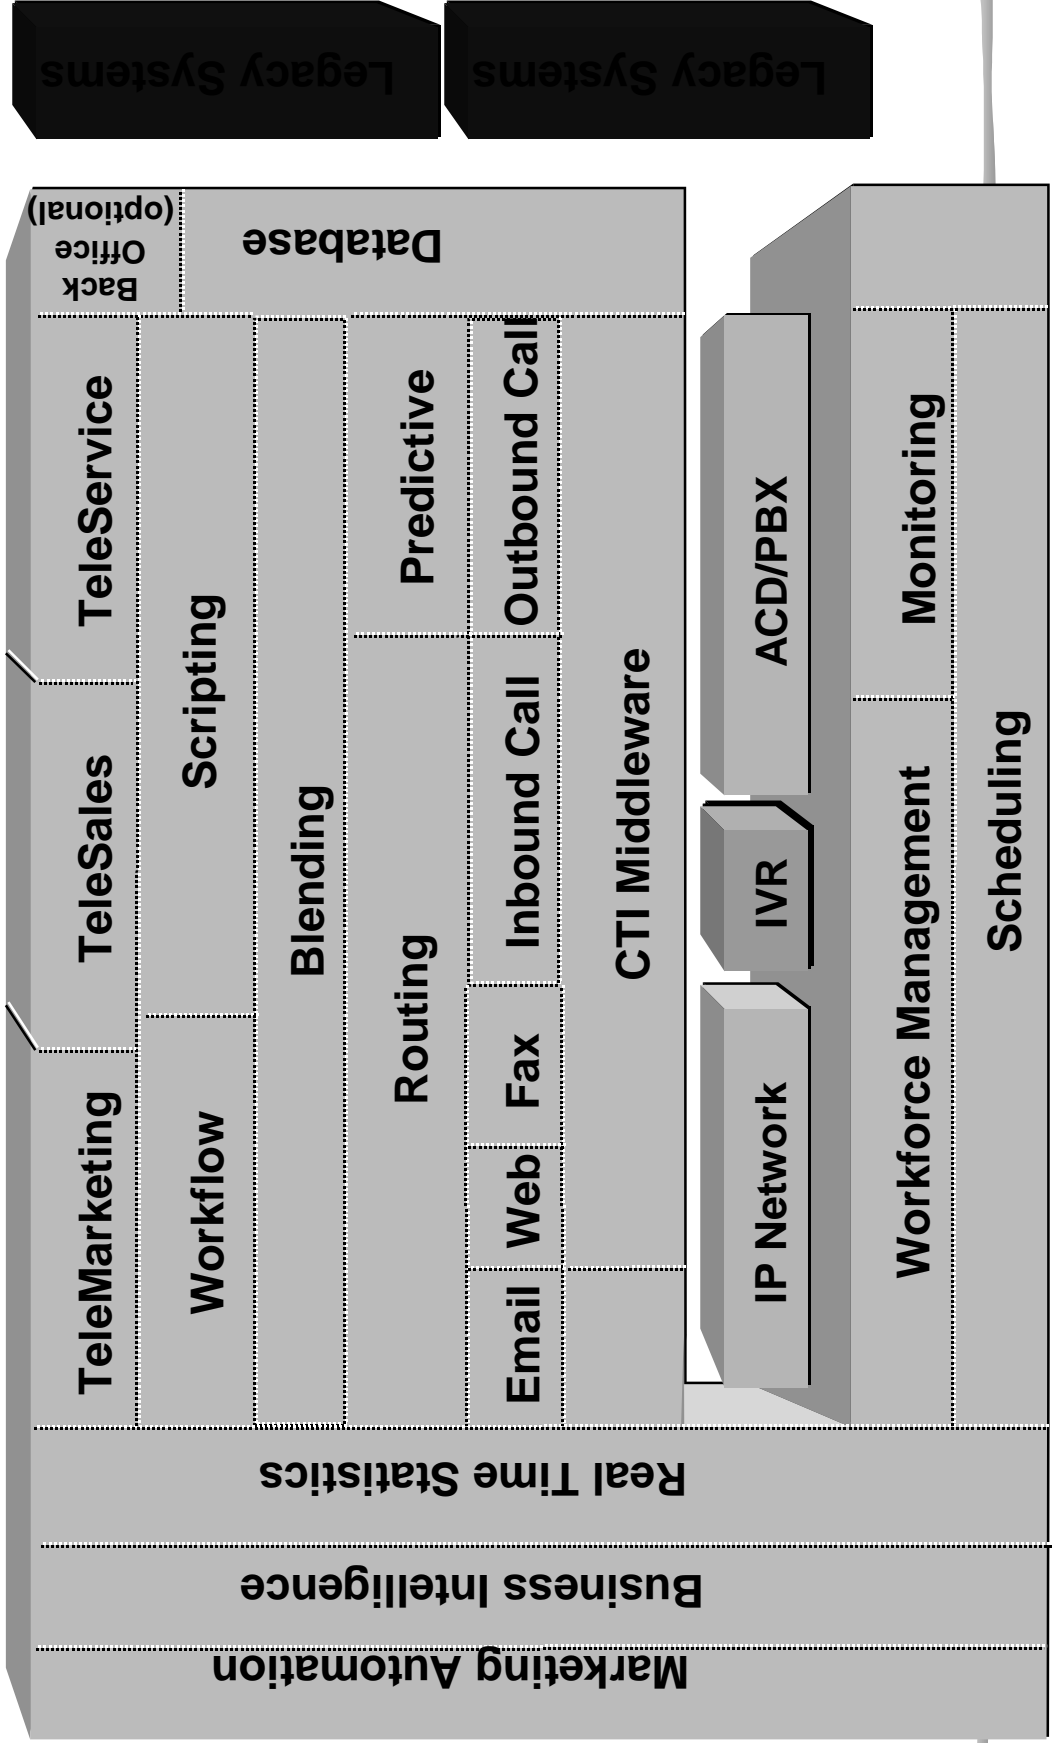 Marketing Automation
Business Intelligence
Real Time Statistics
TeleMarketing
TeleSales
TeleService
Workflow
Scripting
Blending
Routing
Predictive
Email
Web
Fax
Inbound Call
Outbound Call
CTI Middleware
Back
Office
(optional)
Database
Legacy Systems
Legacy Systems
IP Network
IVR
ACD/PBX
Workforce Management
Monitoring
Scheduling